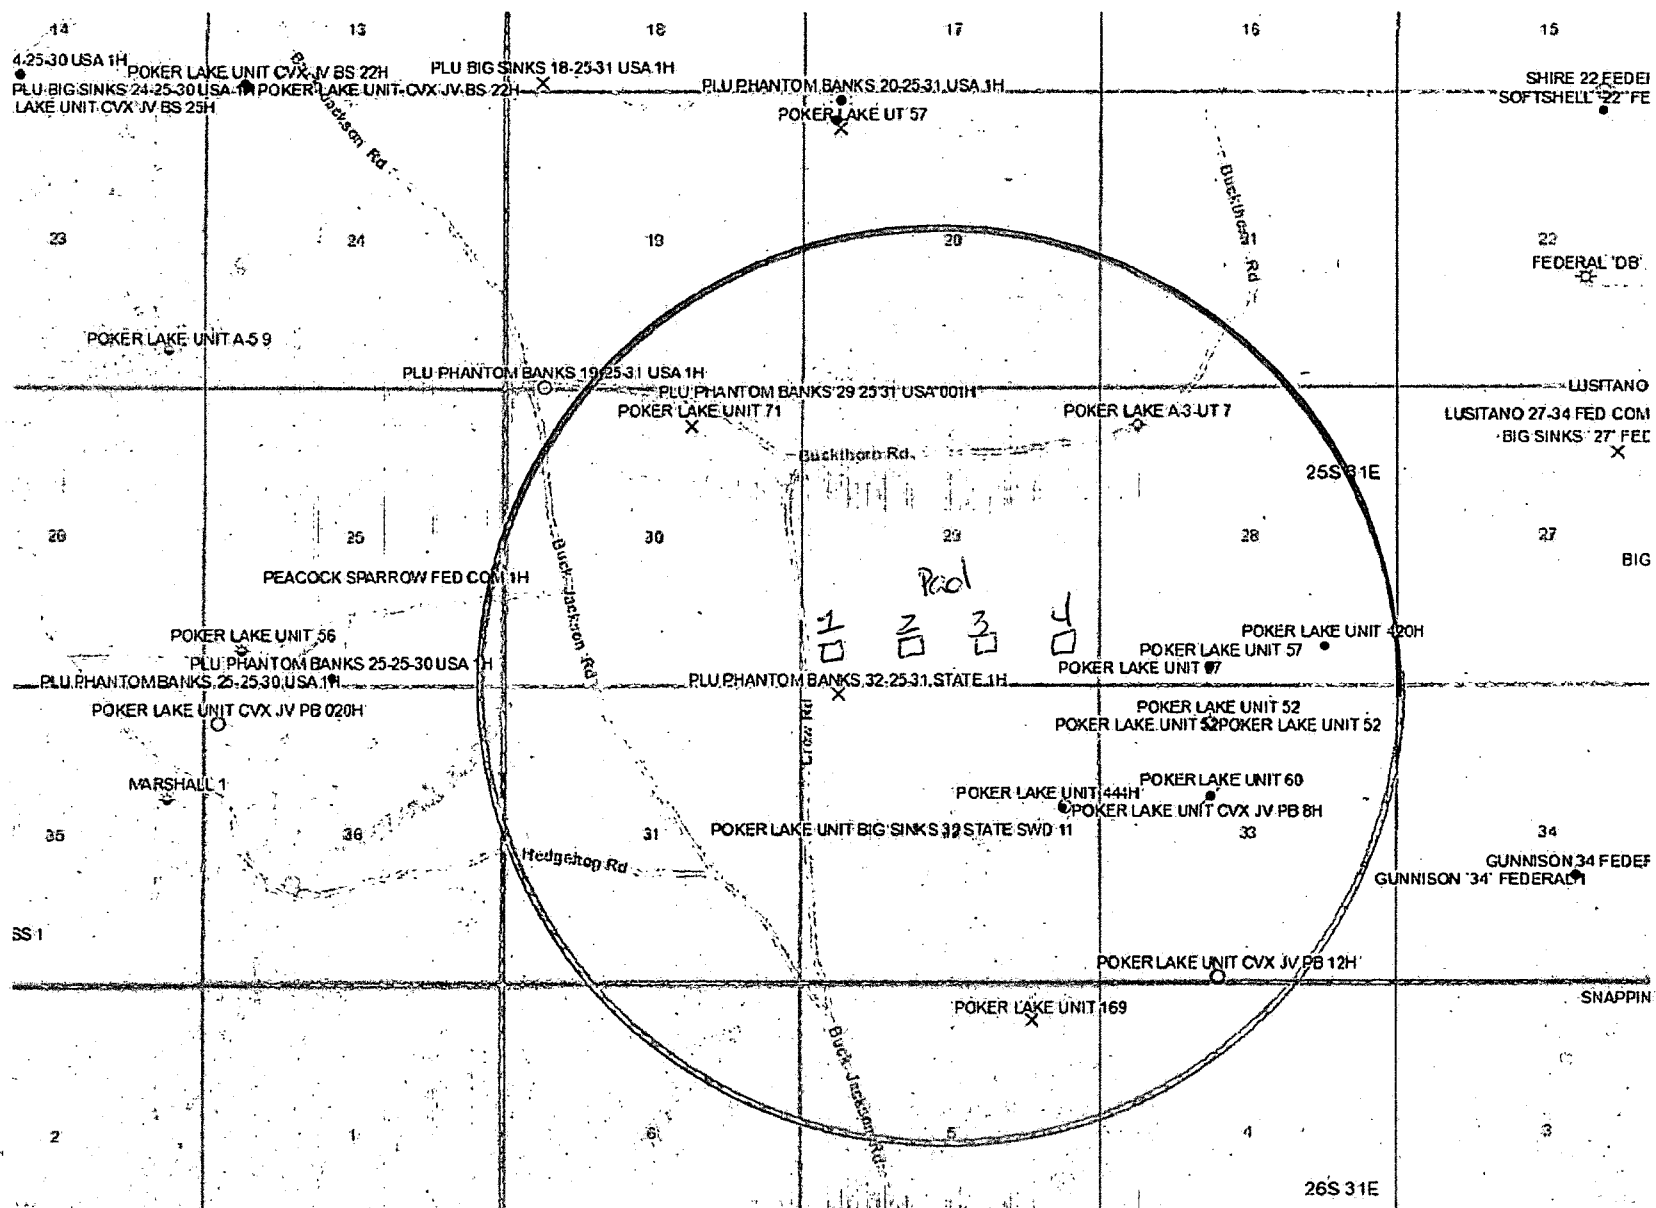 14 13 18 17 16 15
4-25-30 USA 1H
POKER LAKE UNIT CVX JV BS 22H
PLU BIG SINKS 18-25-31 USA 1H
PLU PHANTOM BANKS 20-25-31 USA 1H
SHIRE 22 FEDEI
PLU BIG SINKS 24-25-30 USA 1H POKER LAKE UNIT CVX JV BS 22H
SOFTSHELL "22" FE
LAKE UNIT CVX JV BS 25H
POKER LAKE UT 57
Buck Jackson Rd
Buckthorn Rd
23 24 19 20 21 22
FEDERAL 'DB'
POKER LAKE UNIT A-5 9
PLU PHANTOM BANKS 19-25-31 USA 1H
PLU PHANTOM BANKS 29 25 31 USA 001H
LUSITANO
POKER LAKE UNIT 71
POKER LAKE A-3-UT 7
LUSITANO 27-34 FED COM
BIG SINKS '27' FED
Buckthorn Rd
25S 31E
26 25 30 29 28 27
BIG
PEACOCK SPARROW FED COM 1H
Buck Jackson Rd
Pad
1 2 3 4
POKER LAKE UNIT 56
POKER LAKE UNIT 420H
POKER LAKE UNIT 57
PLU PHANTOM BANKS 25-25-30 USA 1H
POKER LAKE UNIT 57
PLU PHANTOM BANKS 25-25-30 USA 1H
PLU PHANTOM BANKS 32-25-31 STATE 1H
POKER LAKE UNIT CVX JV PB 020H
POKER LAKE UNIT 52
POKER LAKE UNIT 52 POKER LAKE UNIT 52
Crow Rd
MARSHALL 1
POKER LAKE UNIT 60
POKER LAKE UNIT 444H
POKER LAKE UNIT CVX JV PB 8H
POKER LAKE UNIT BIG SINKS 32 STATE SWD 11
35 36 31 33 34
Hedgehog Rd
GUNNISON 34 FEDER
GUNNISON '34' FEDERAL 1
SS 1
POKER LAKE UNIT CVX JV PB 12H
SNAPPIN
POKER LAKE UNIT 169
Buck Jackson Rd
2 1 6 5 4 3
26S 31E